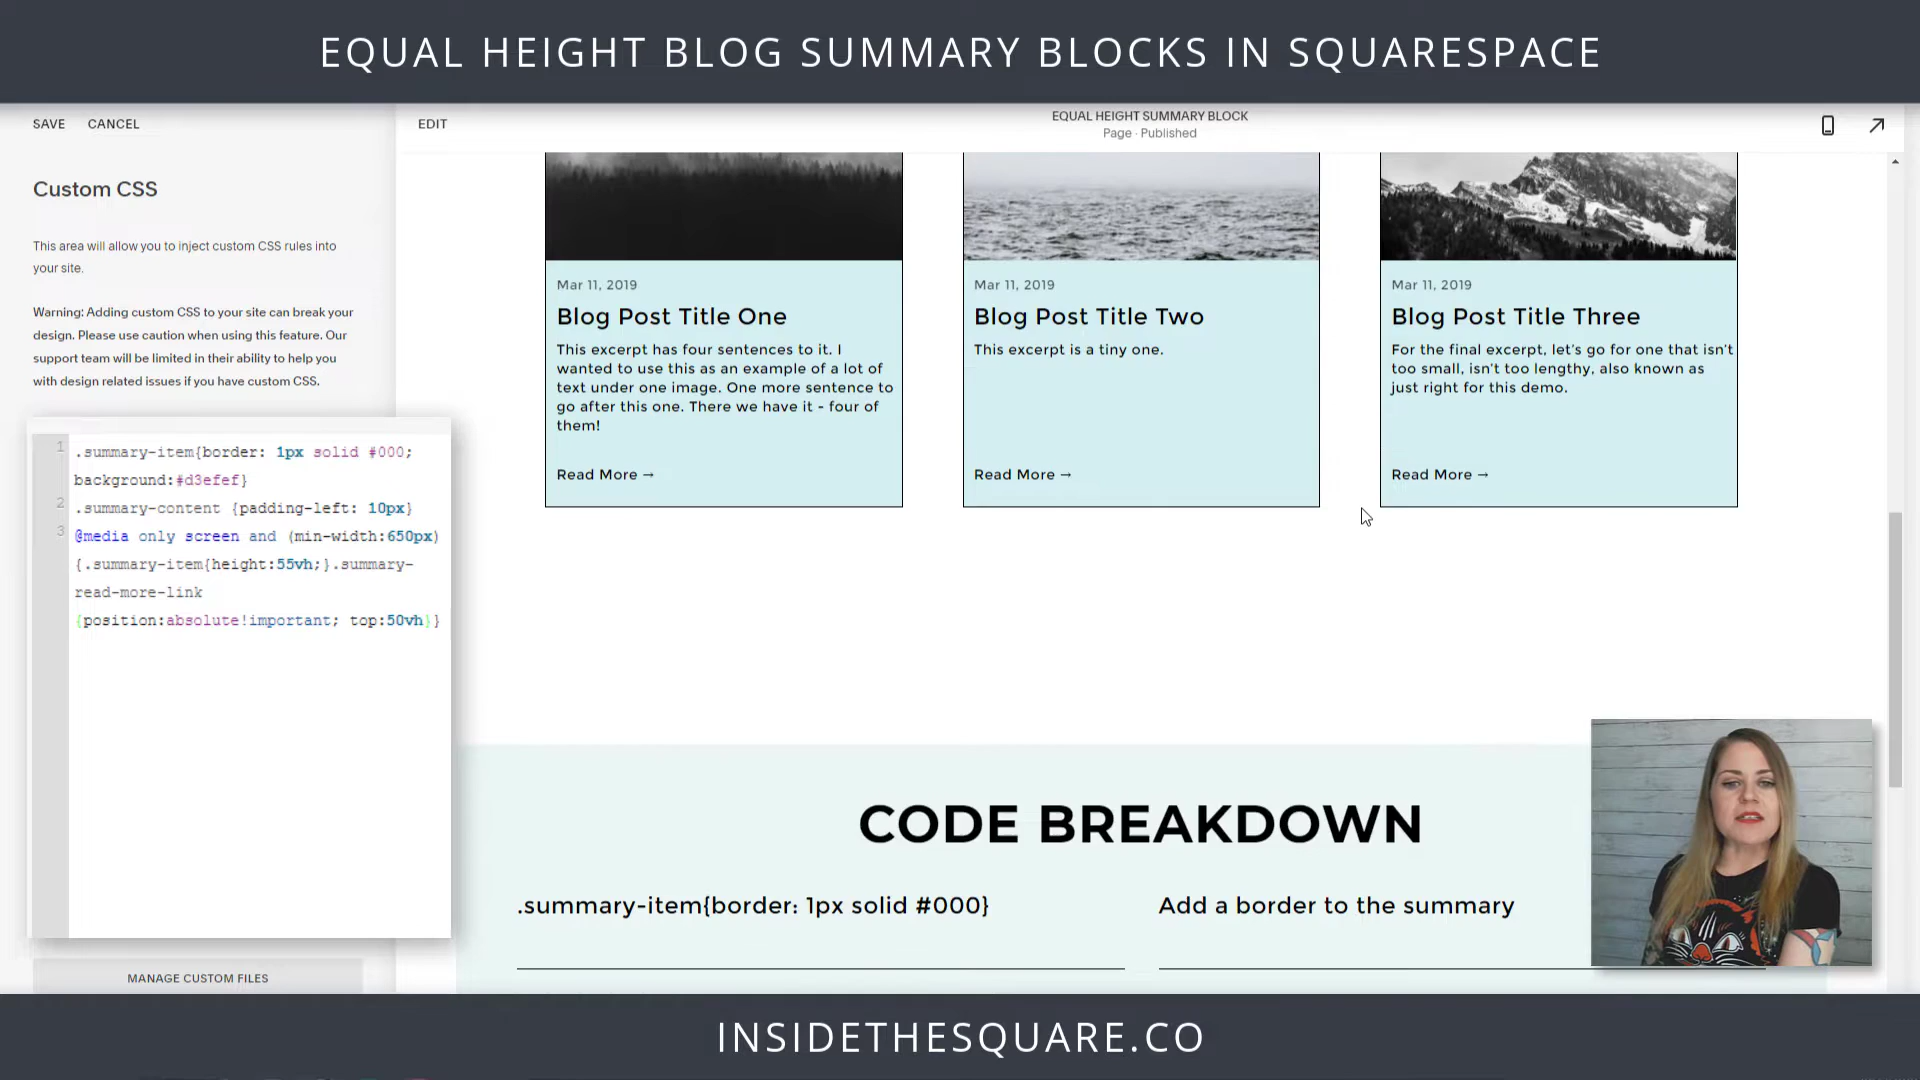 EQUAL HEIGHT BLOG SUMMARY BLOCKS IN SQUARESPACE
SAVE CANCEL
EDIT
EQUAL HEIGHT SUMMARY BLOCK
Page · Published
Custom CSS
This area will allow you to inject custom CSS rules into
your site.
Warning: Adding custom CSS to your site can break your
design. Please use caution when using this feature. Our
support team will be limited in their ability to help you
with design related issues if you have custom CSS.
1 .summary-item{border: 1px solid #000;
background:#d3efef}
2 .summary-content {padding-left: 10px}
3 @media only screen and (min-width:650px)
{.summary-item{height:55vh;}.summary-
read-more-link
{position:absolute!important; top:50vh}}
MANAGE CUSTOM FILES
Mar 11, 2019
Blog Post Title One
This excerpt has four sentences to it. I
wanted to use this as an example of a lot of
text under one image. One more sentence to
go after this one. There we have it - four of
them!
Read More →
Mar 11, 2019
Blog Post Title Two
This excerpt is a tiny one.
Read More →
Mar 11, 2019
Blog Post Title Three
For the final excerpt, let's go for one that isn't
too small, isn't too lengthy, also known as
just right for this demo.
Read More →
CODE BREAKDOWN
.summary-item{border: 1px solid #000}
Add a border to the summary
INSIDETHESQUARE.CO